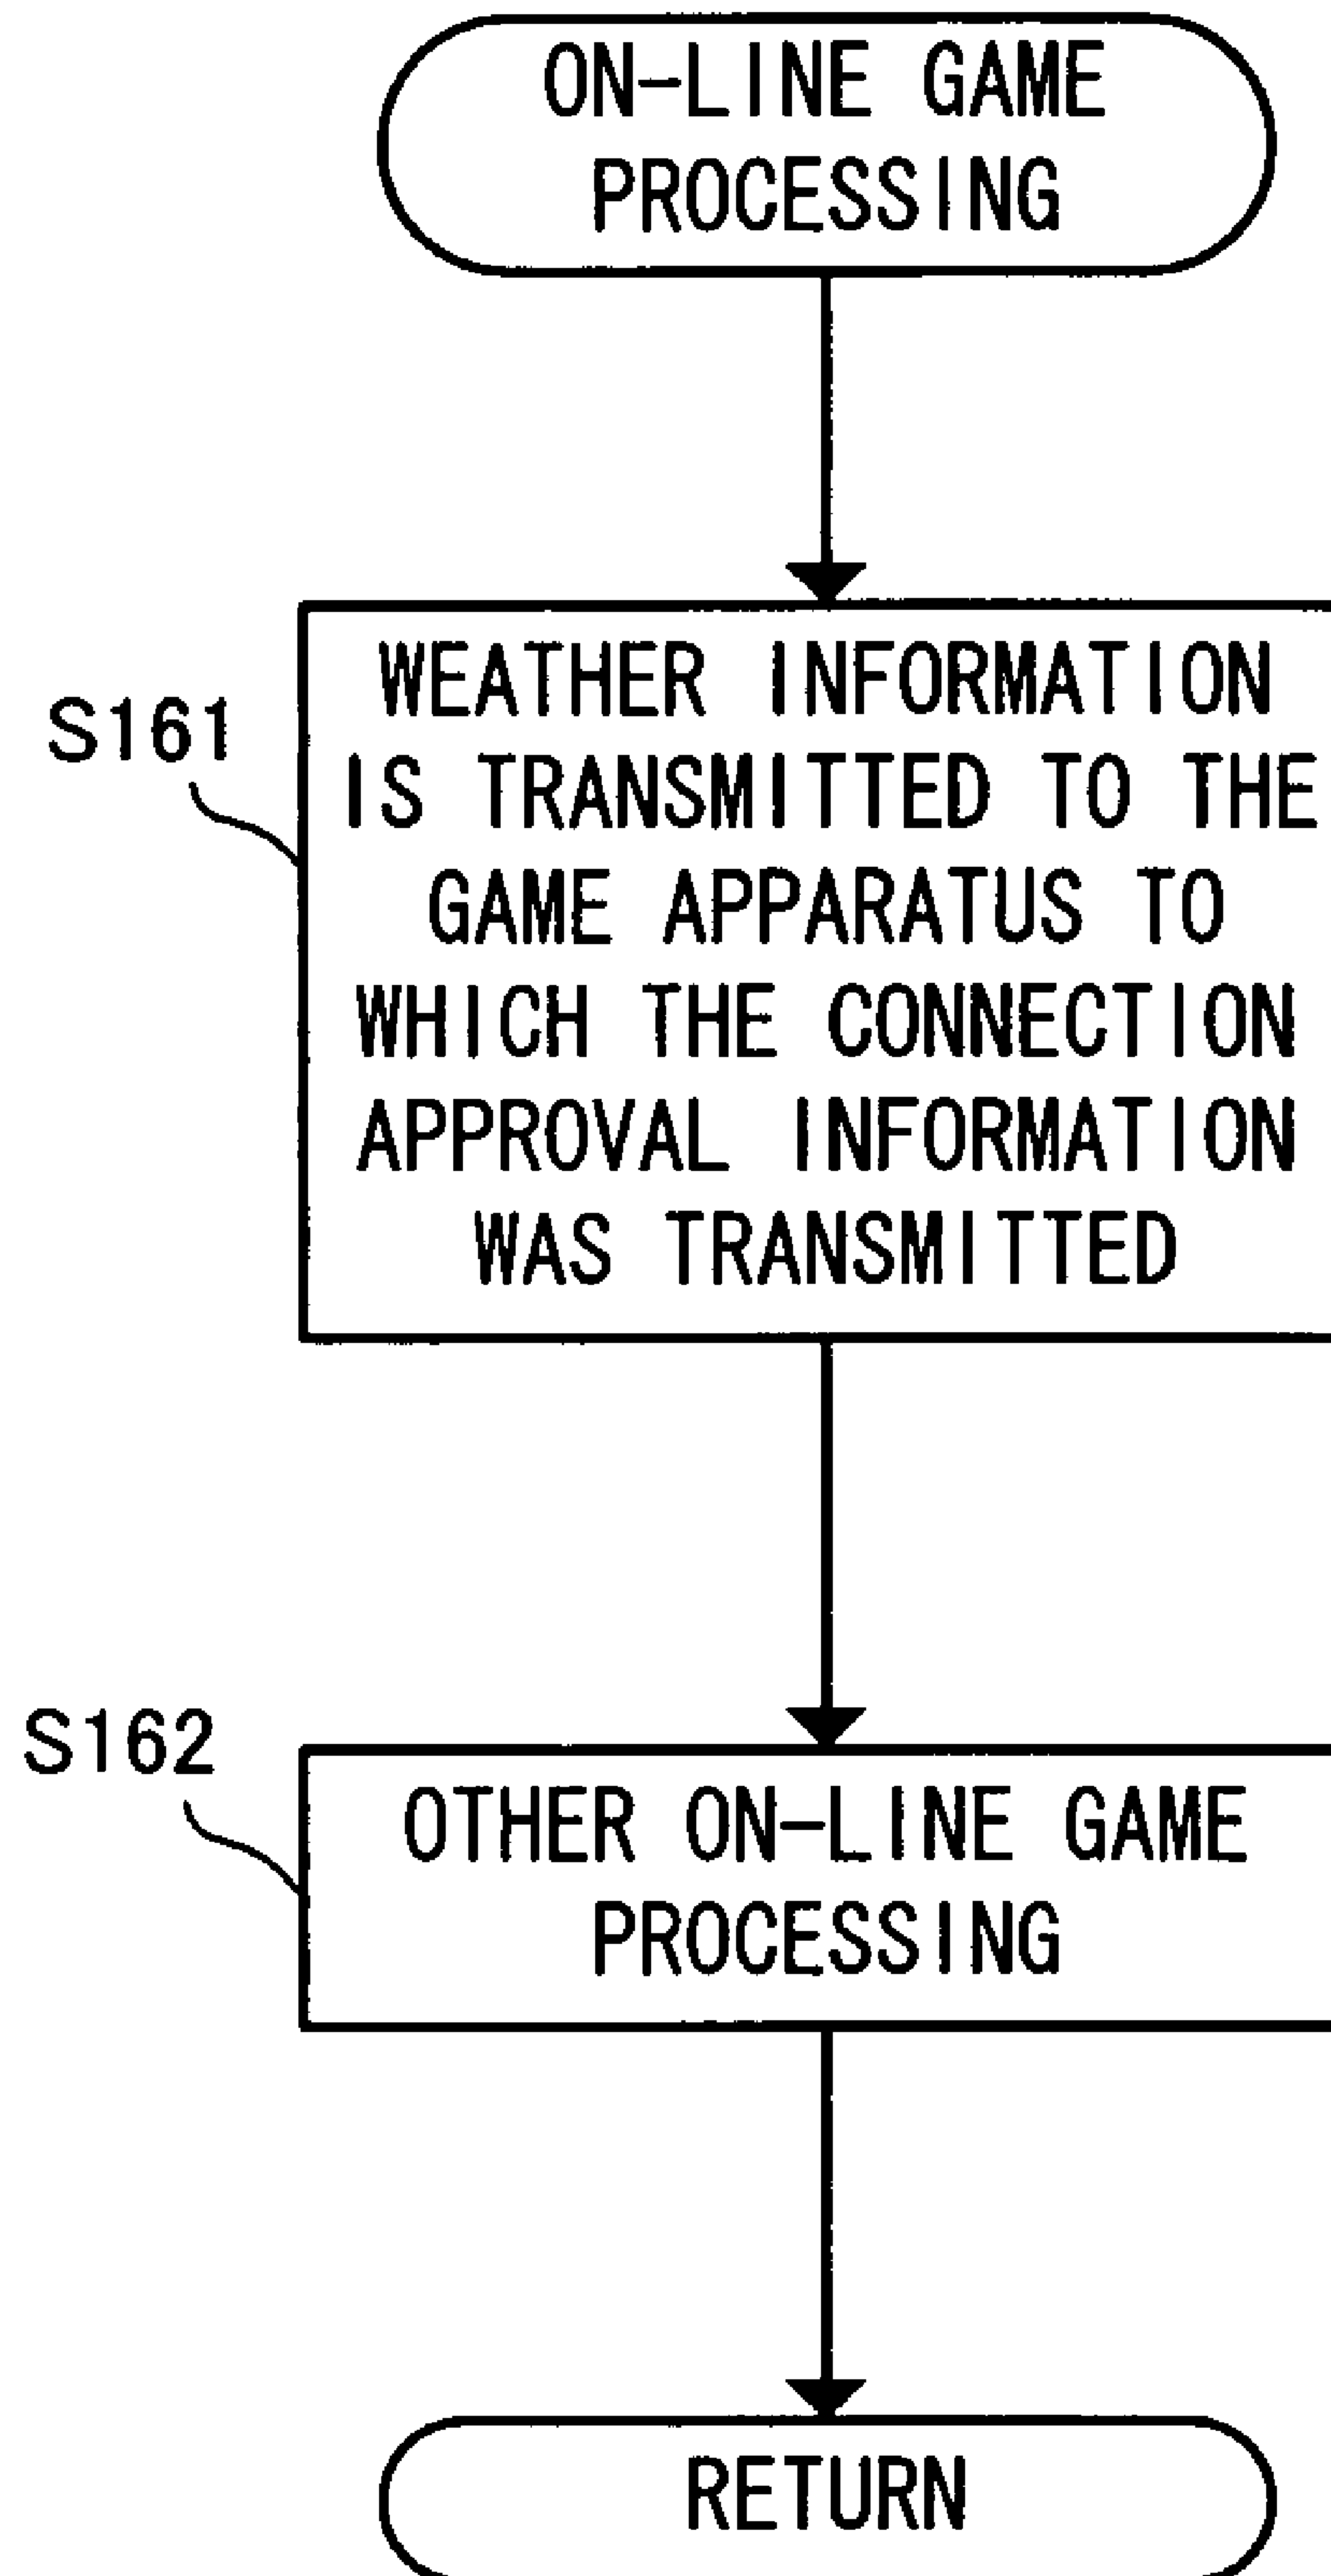 ON-LINE GAME
PROCESSING
S161
WEATHER INFORMATION
IS TRANSMITTED TO THE
GAME APPARATUS TO
WHICH THE CONNECTION
APPROVAL INFORMATION
WAS TRANSMITTED
S162
OTHER ON-LINE GAME
PROCESSING
RETURN